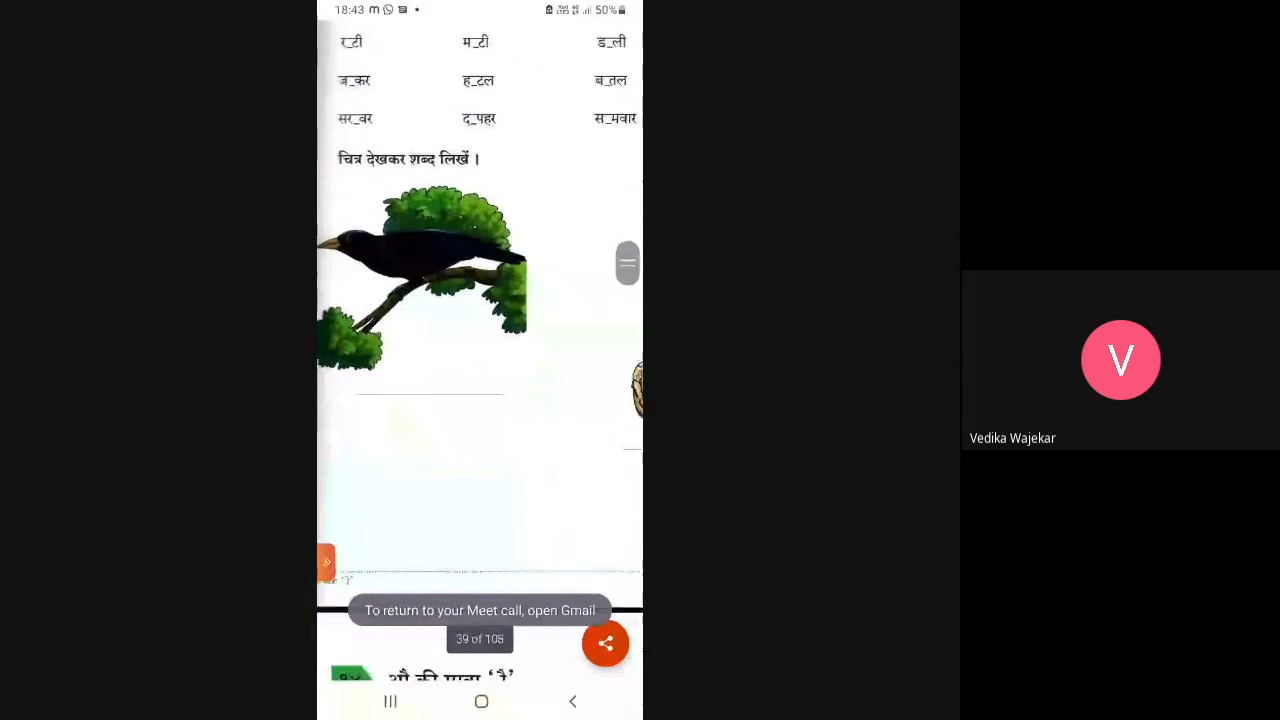 18:43 m 50%
र_टी म_टी ड_ली
ज_कर ह_टल ब_तल
सर_वर द_पहर स_मवार
चित्र देखकर शब्द लिखें ।
V
Vedika Wajekar
To return to your Meet call, open Gmail
39 of 108
औ की मात्रा ‘ौ’